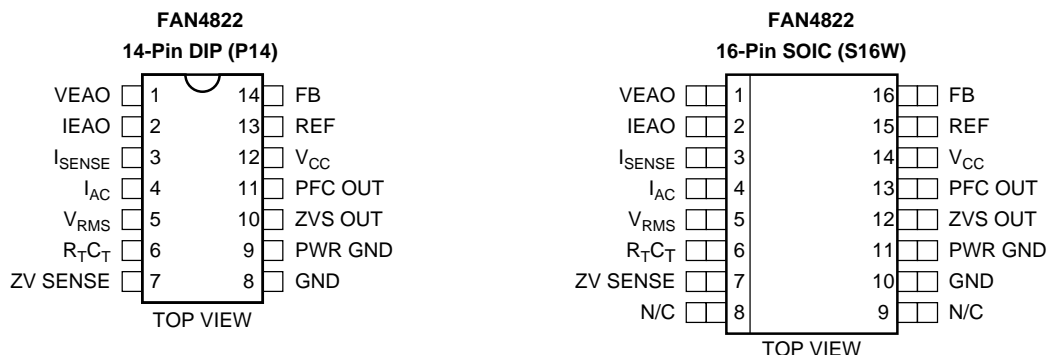 FAN4822
14-Pin DIP (P14)
VEAO 1 14 FB
IEAO 2 13 REF
ISENSE 3 12 VCC
IAC 4 11 PFC OUT
VRMS 5 10 ZVS OUT
RTCT 6 9 PWR GND
ZV SENSE 7 8 GND
TOP VIEW
FAN4822
16-Pin SOIC (S16W)
VEAO 1 16 FB
IEAO 2 15 REF
ISENSE 3 14 VCC
IAC 4 13 PFC OUT
VRMS 5 12 ZVS OUT
RTCT 6 11 PWR GND
ZV SENSE 7 10 GND
N/C 8 9 N/C
TOP VIEW